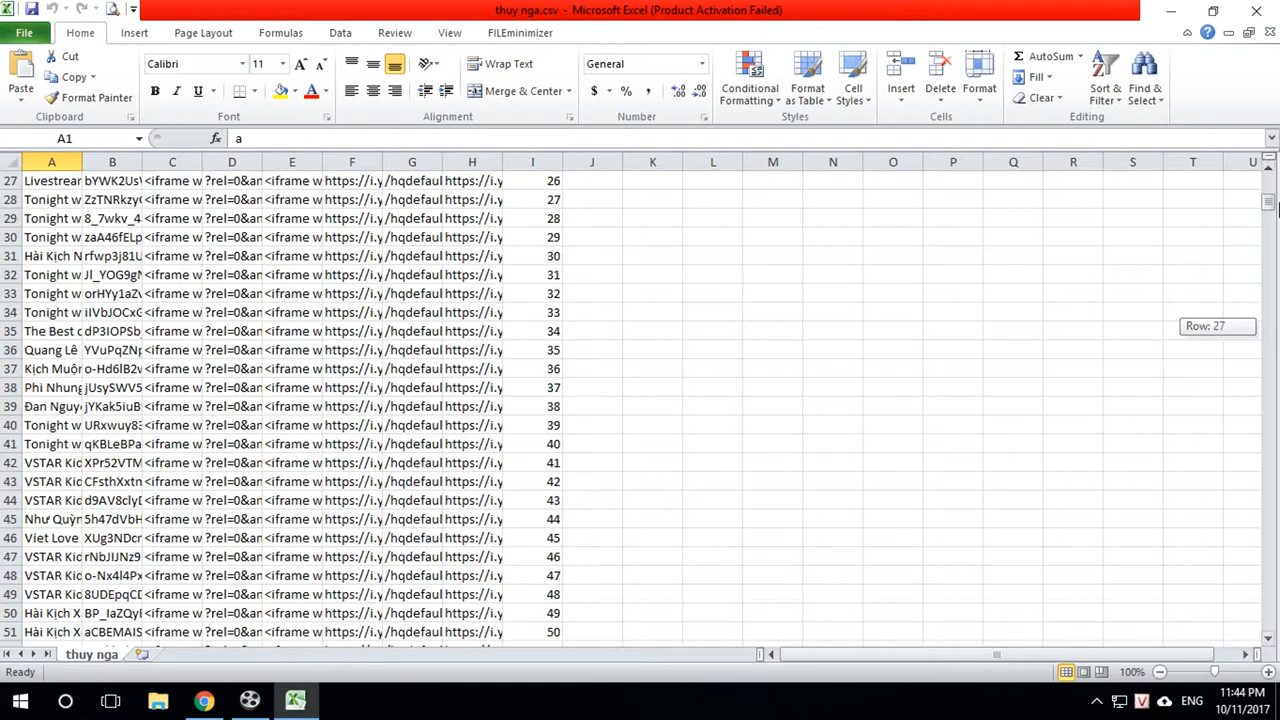 thuy nga.csv - Microsoft Excel (Product Activation Failed)
File Home Insert Page Layout Formulas Data Review View FILEminimizer
Paste Cut Copy Format Painter Clipboard
Calibri 11 B I U A A A Font
Wrap Text Merge & Center Alignment
General $ % , Number
Conditional Formatting Format as Table Cell Styles Styles
Insert Delete Format Cells
Σ AutoSum Fill Clear Sort & Filter Find & Select Editing
A1 fx a
A B C D E F G H I J K L M N O P Q R S T U
27 Livestrear bYWK2Us <iframe w ?rel=0&an <iframe w https://i.y /hqdefaul https://i.y 26
28 Tonight w ZzTNRkzy <iframe w ?rel=0&an <iframe w https://i.y /hqdefaul https://i.y 27
29 Tonight w 8_7wkv_4 <iframe w ?rel=0&an <iframe w https://i.y /hqdefaul https://i.y 28
30 Tonight w zaA46fELp <iframe w ?rel=0&an <iframe w https://i.y /hqdefaul https://i.y 29
31 Hài Kịch N rfwp3j81U <iframe w ?rel=0&an <iframe w https://i.y /hqdefaul https://i.y 30
32 Tonight w Jl_YOG9gN <iframe w ?rel=0&an <iframe w https://i.y /hqdefaul https://i.y 31
33 Tonight w orHYy1aZv <iframe w ?rel=0&an <iframe w https://i.y /hqdefaul https://i.y 32
34 Tonight w iIVbJOCxG <iframe w ?rel=0&an <iframe w https://i.y /hqdefaul https://i.y 33
35 The Best c dP3IOPSb <iframe w ?rel=0&an <iframe w https://i.y /hqdefaul https://i.y 34
36 Quang Lê YVuPqZNp <iframe w ?rel=0&an <iframe w https://i.y /hqdefaul https://i.y 35
37 Kịch Muộn o-Hd6lB2w <iframe w ?rel=0&an <iframe w https://i.y /hqdefaul https://i.y 36
38 Phi Nhung jUsySWV5 <iframe w ?rel=0&an <iframe w https://i.y /hqdefaul https://i.y 37
39 Đan Nguye jYKak5iuB <iframe w ?rel=0&an <iframe w https://i.y /hqdefaul https://i.y 38
40 Tonight w URxwuy83 <iframe w ?rel=0&an <iframe w https://i.y /hqdefaul https://i.y 39
41 Tonight w qKBLeBPa <iframe w ?rel=0&an <iframe w https://i.y /hqdefaul https://i.y 40
42 VSTAR Kid XPr52VTM <iframe w ?rel=0&an <iframe w https://i.y /hqdefaul https://i.y 41
43 VSTAR Kid CFsthXxtn <iframe w ?rel=0&an <iframe w https://i.y /hqdefaul https://i.y 42
44 VSTAR Kid d9AV8clyD <iframe w ?rel=0&an <iframe w https://i.y /hqdefaul https://i.y 43
45 Như Quỳn 5h47dVbH <iframe w ?rel=0&an <iframe w https://i.y /hqdefaul https://i.y 44
46 Viet Love XUg3NDcr <iframe w ?rel=0&an <iframe w https://i.y /hqdefaul https://i.y 45
47 VSTAR Kid rNbJIJNz9 <iframe w ?rel=0&an <iframe w https://i.y /hqdefaul https://i.y 46
48 VSTAR Kid o-Nx4l4Px <iframe w ?rel=0&an <iframe w https://i.y /hqdefaul https://i.y 47
49 VSTAR Kid 8UDEpqCD <iframe w ?rel=0&an <iframe w https://i.y /hqdefaul https://i.y 48
50 Hài Kịch X BP_IaZQyE <iframe w ?rel=0&an <iframe w https://i.y /hqdefaul https://i.y 49
51 Hài Kịch X aCBEMAIS <iframe w ?rel=0&an <iframe w https://i.y /hqdefaul https://i.y 50
Row: 27
thuy nga
Ready 100%
ENG
11:44 PM
10/11/2017